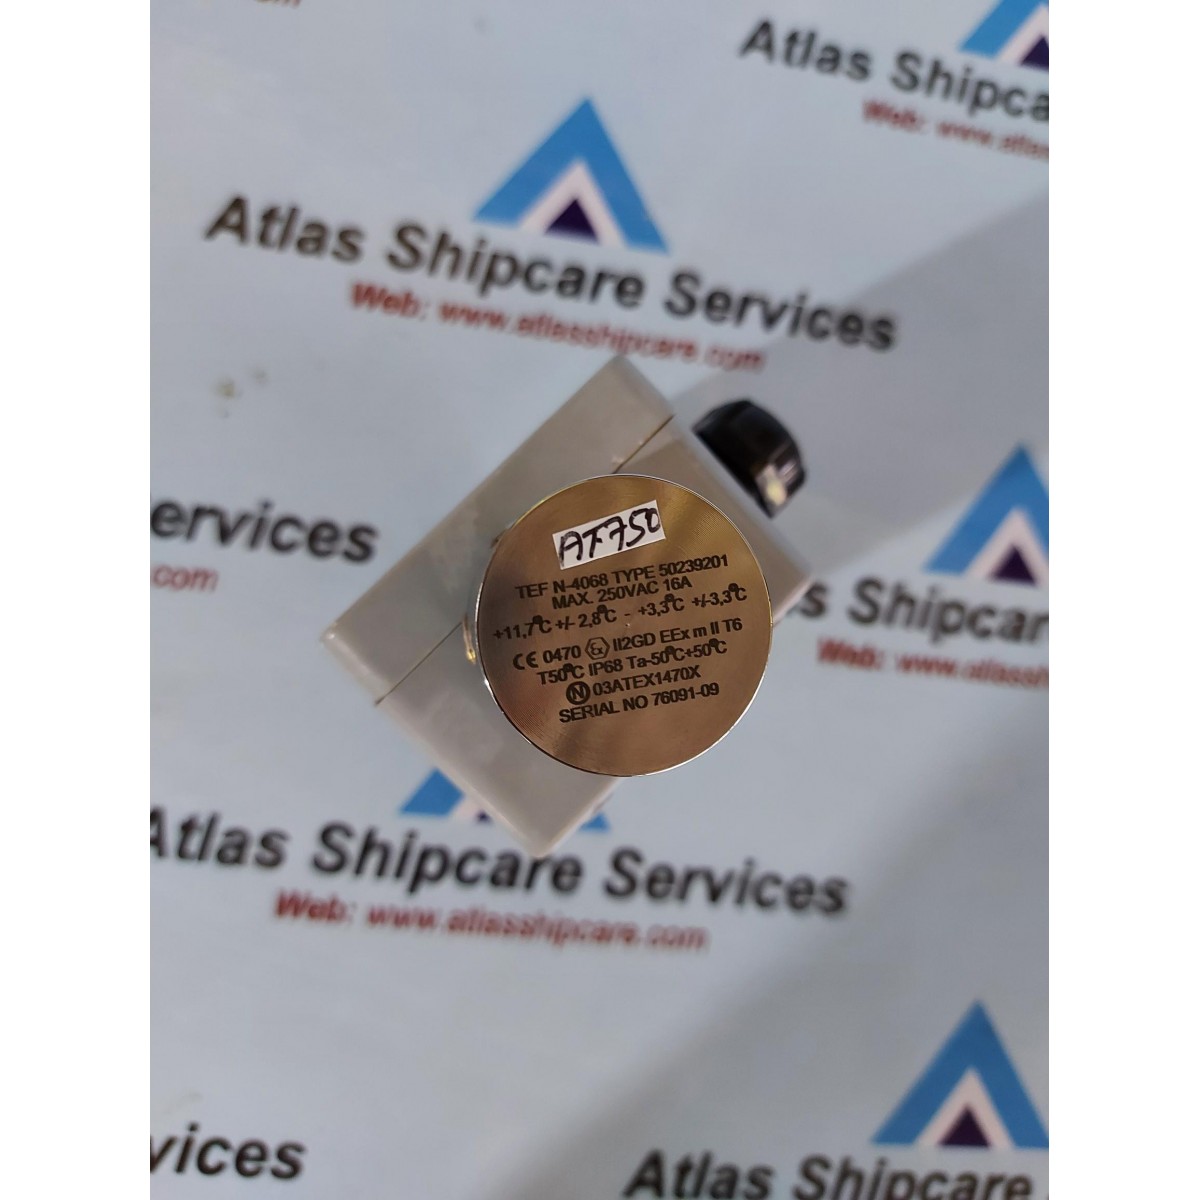 Atlas Shipca
Web: www.atlas
Atlas Shipcare Services
Web: www.atlasshipcare.com
ervices
com
AT750
TEF N-4068 TYPE 50239201
MAX. 250VAC 16A
+11,7°C +/- 2,8°C - +3,3°C +/-3,3°C
CE 0470 Ex II2GD EEx m II T6
T50°C IP68 Ta-50°C+50°C
N 03ATEX1470X
SERIAL NO 76091-09
s Shipcar
Web: www.atlas
Atlas Shipcare Services
Web: www.atlasshipcare.com
vices
Atlas Shipcare